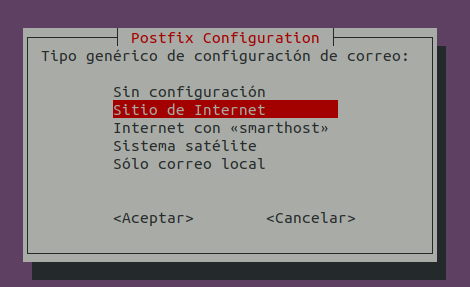 Postfix Configuration
Tipo genérico de configuración de correo:
Sin configuración
Sitio de Internet
Internet con «smarthost»
Sistema satélite
Sólo correo local
<Aceptar> <Cancelar>